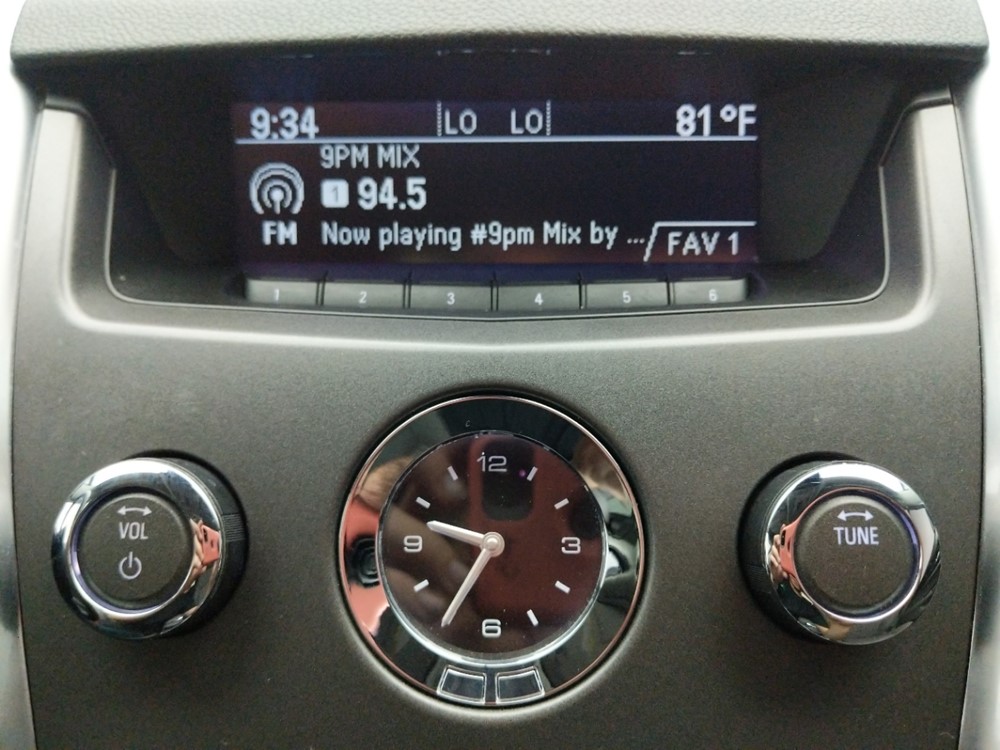 9:34 LO LO 81°F
9PM MIX
1 94.5
FM Now playing #9pm Mix by ... FAV 1
1 2 3 4 5 6
12
9 3
6
VOL
TUNE